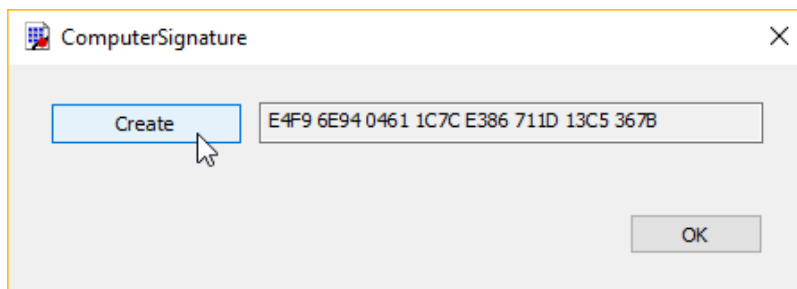 ComputerSignature
Create
E4F9 6E94 0461 1C7C E386 711D 13C5 367B
OK